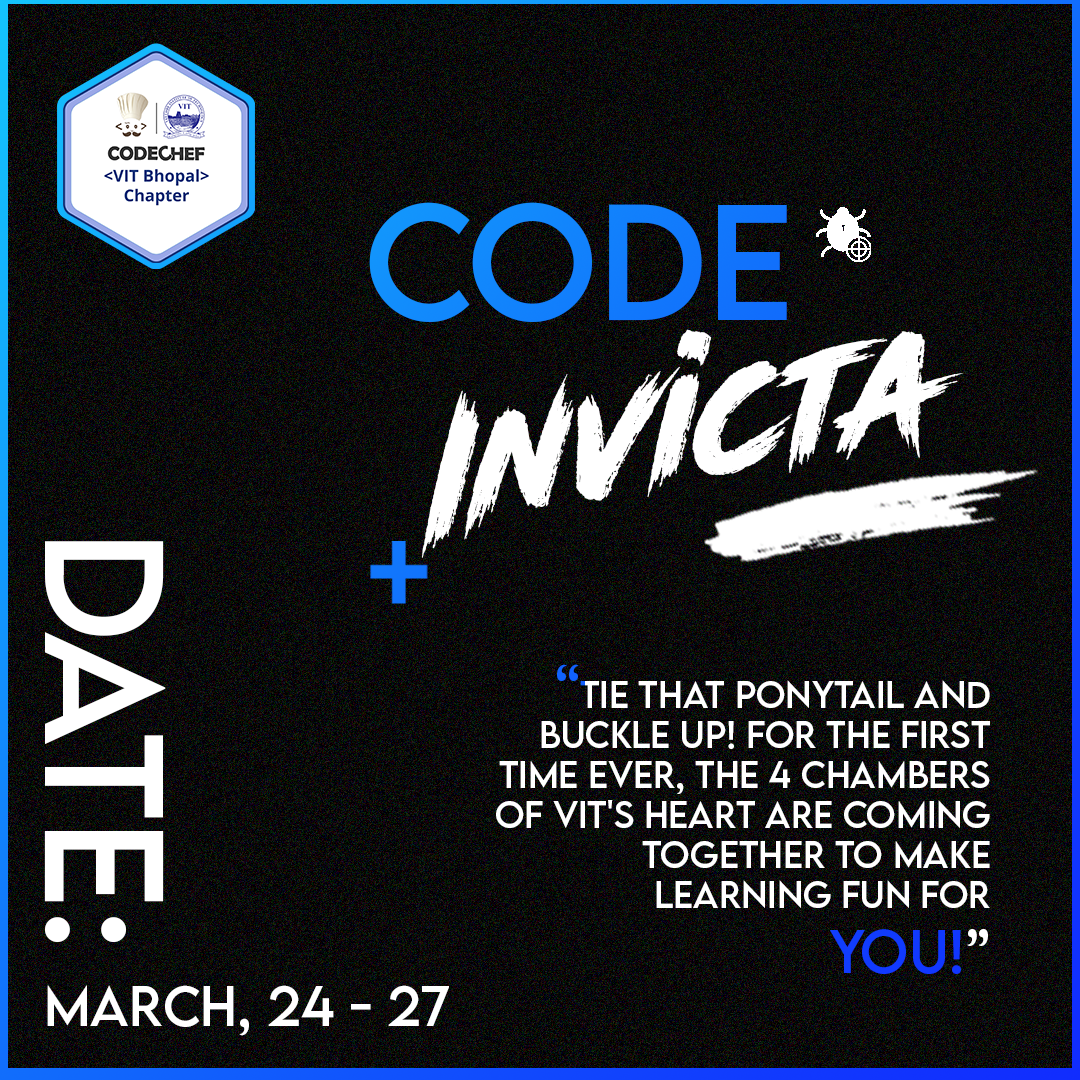 VIT
CODECHEF
<VIT Bhopal>
Chapter
CODE
INVICTA
+
“TIE THAT PONYTAIL AND
BUCKLE UP! FOR THE FIRST
TIME EVER, THE 4 CHAMBERS
OF VIT'S HEART ARE COMING
TOGETHER TO MAKE
LEARNING FUN FOR
YOU!”
DATE:
MARCH, 24 - 27